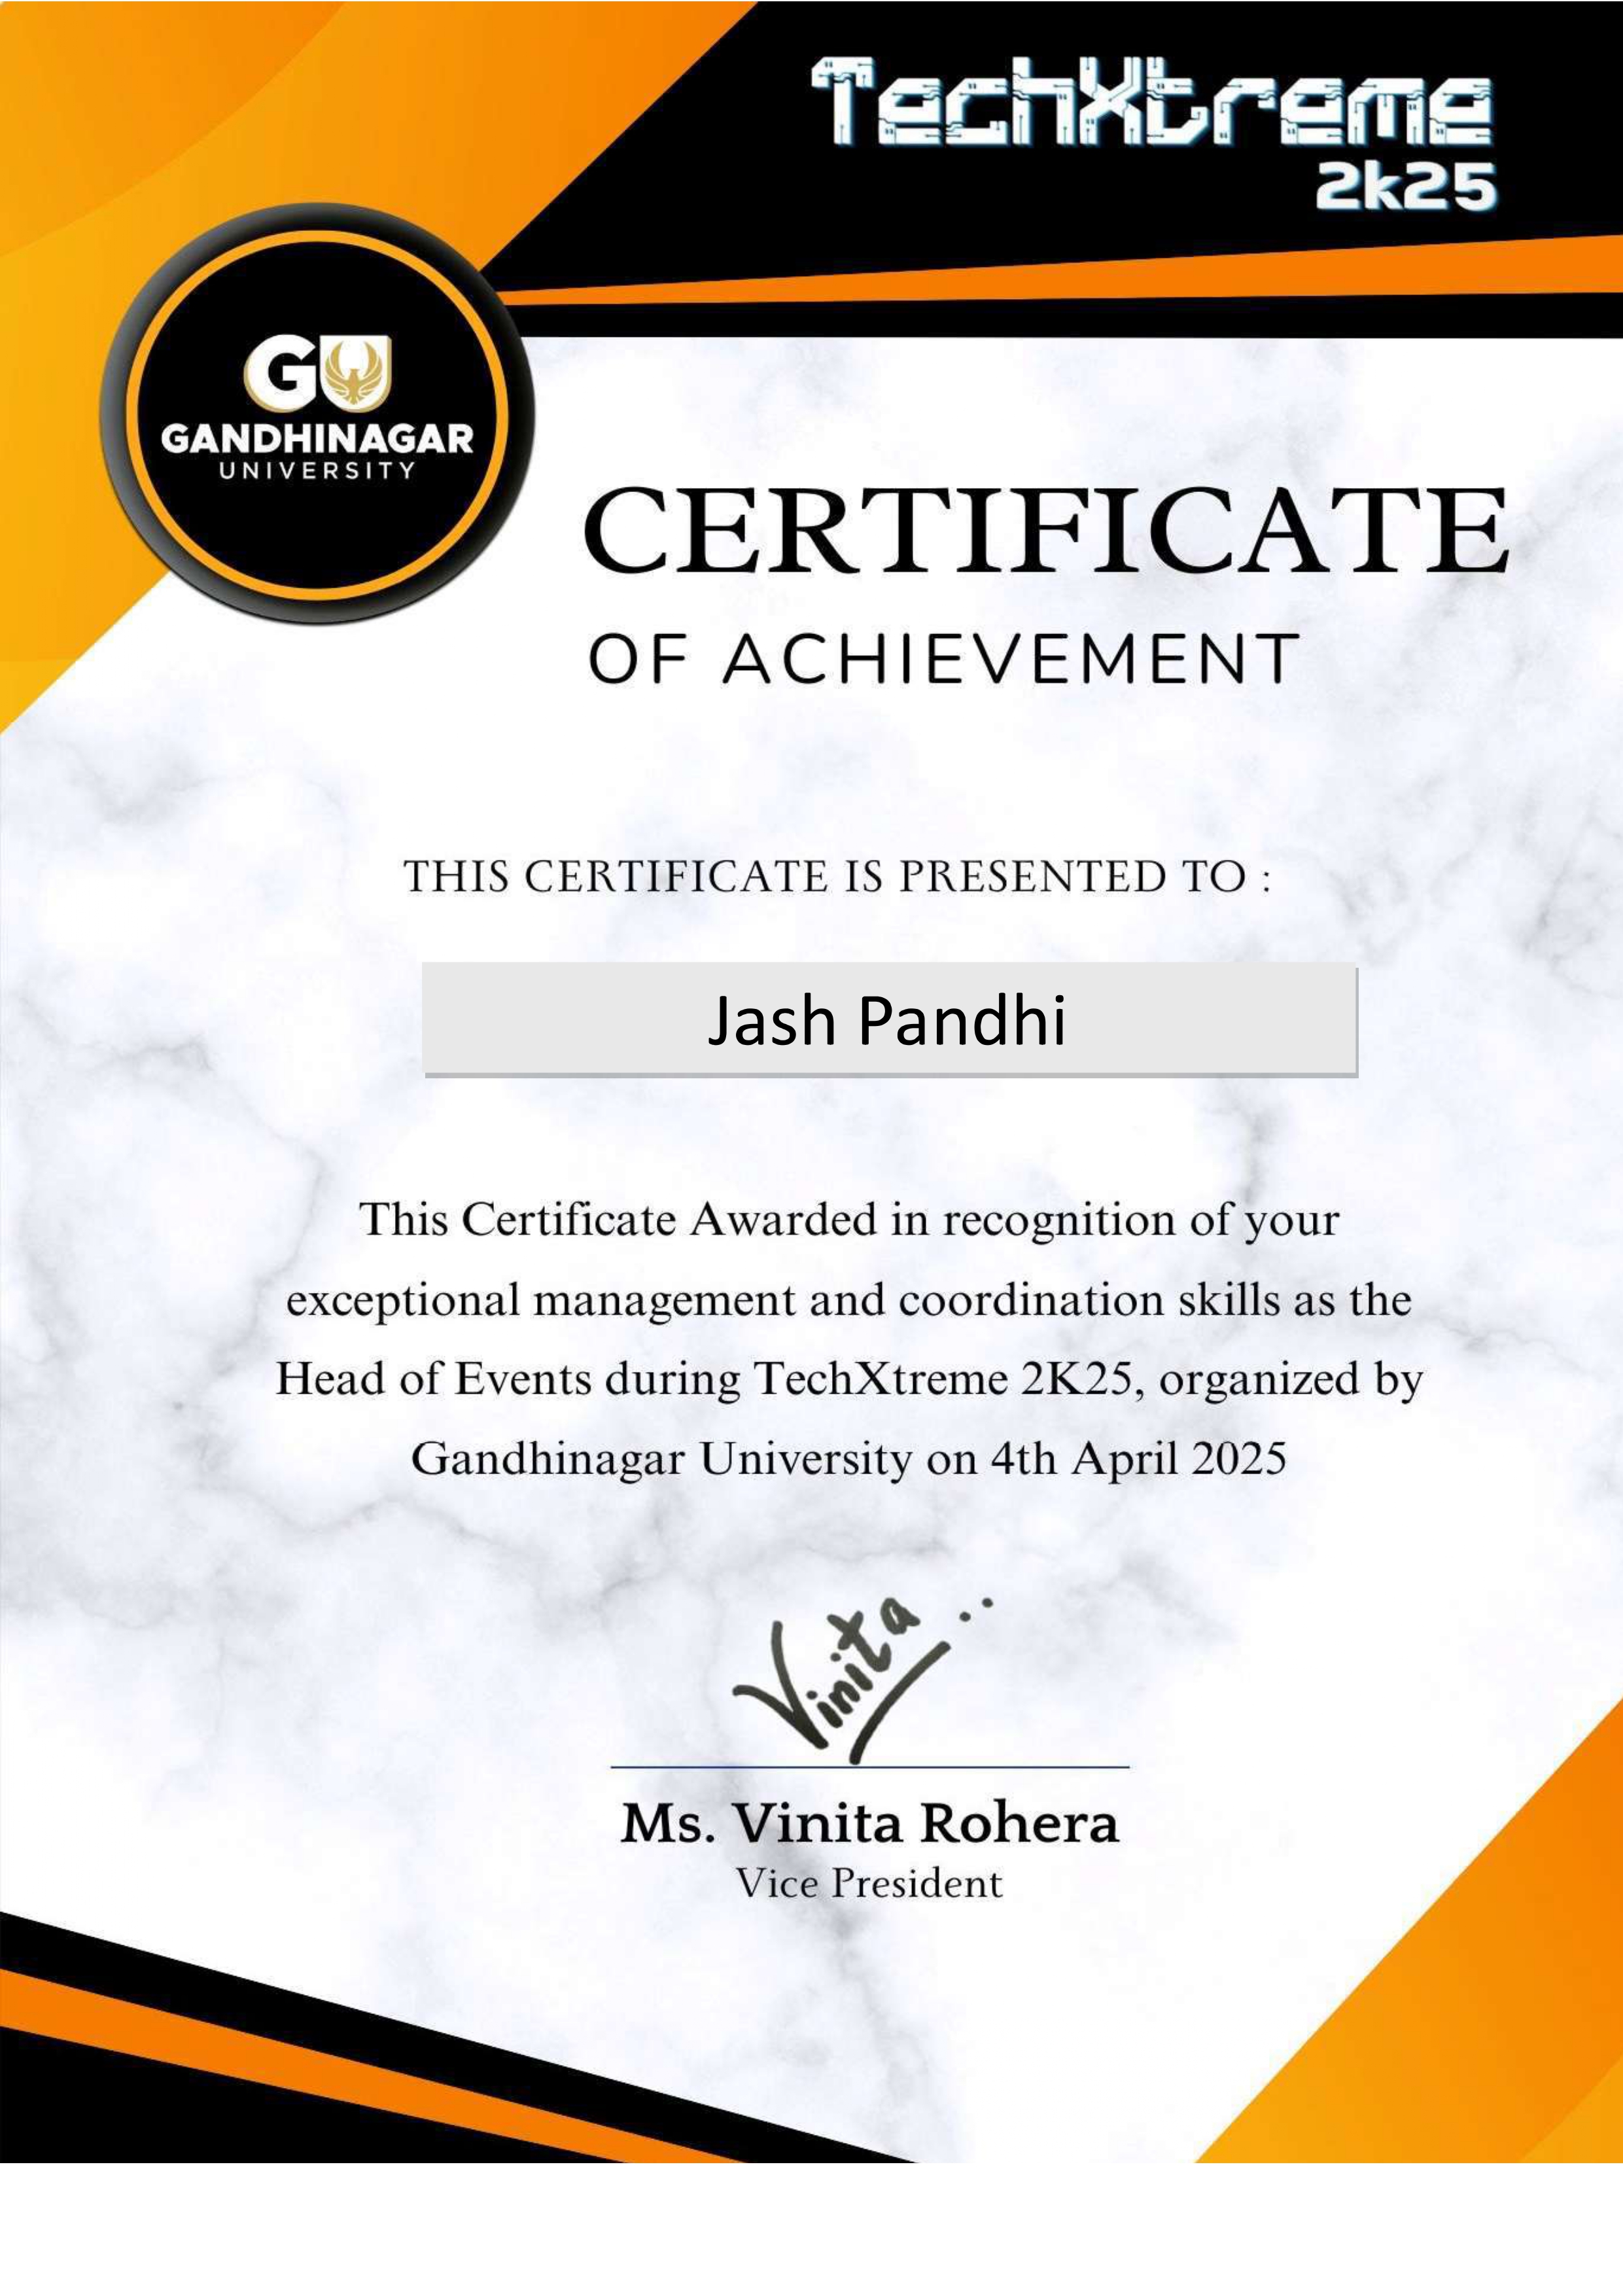 TechXtreme
2k25
GU
GANDHINAGAR
UNIVERSITY
CERTIFICATE
OF ACHIEVEMENT
THIS CERTIFICATE IS PRESENTED TO :
Jash Pandhi
This Certificate Awarded in recognition of your
exceptional management and coordination skills as the
Head of Events during TechXtreme 2K25, organized by
Gandhinagar University on 4th April 2025
Vinita ..
Ms. Vinita Rohera
Vice President